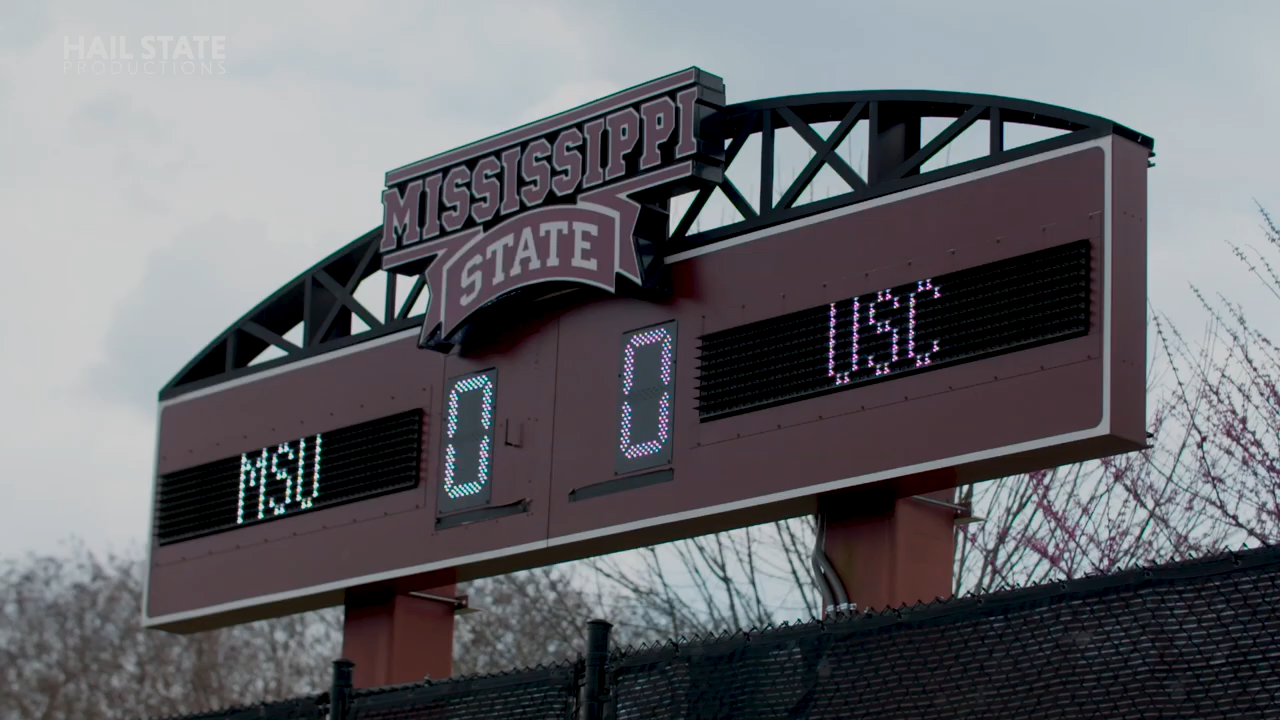 HAIL STATE
PRODUCTIONS
MISSISSIPPI
STATE
MSU 0 0 USC